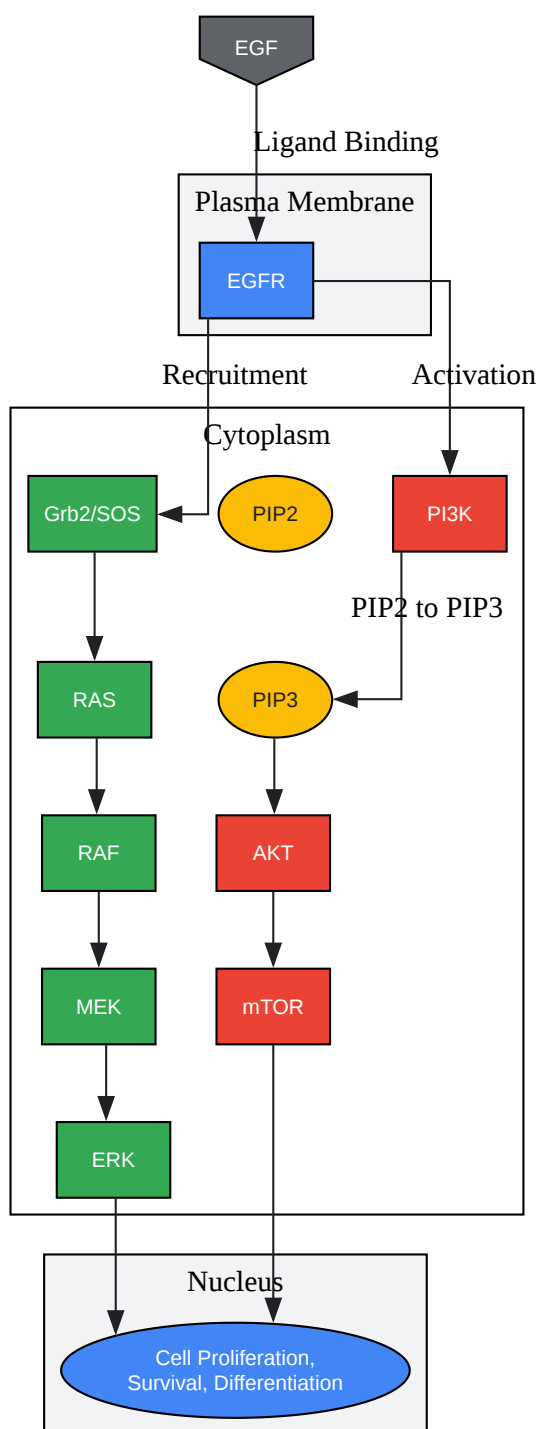 EGF
Ligand Binding
Plasma Membrane
EGFR
Recruitment
Activation
Cytoplasm
Grb2/SOS
PIP2
PI3K
PIP2 to PIP3
RAS
PIP3
RAF
AKT
MEK
mTOR
ERK
Nucleus
Cell Proliferation,
Survival, Differentiation